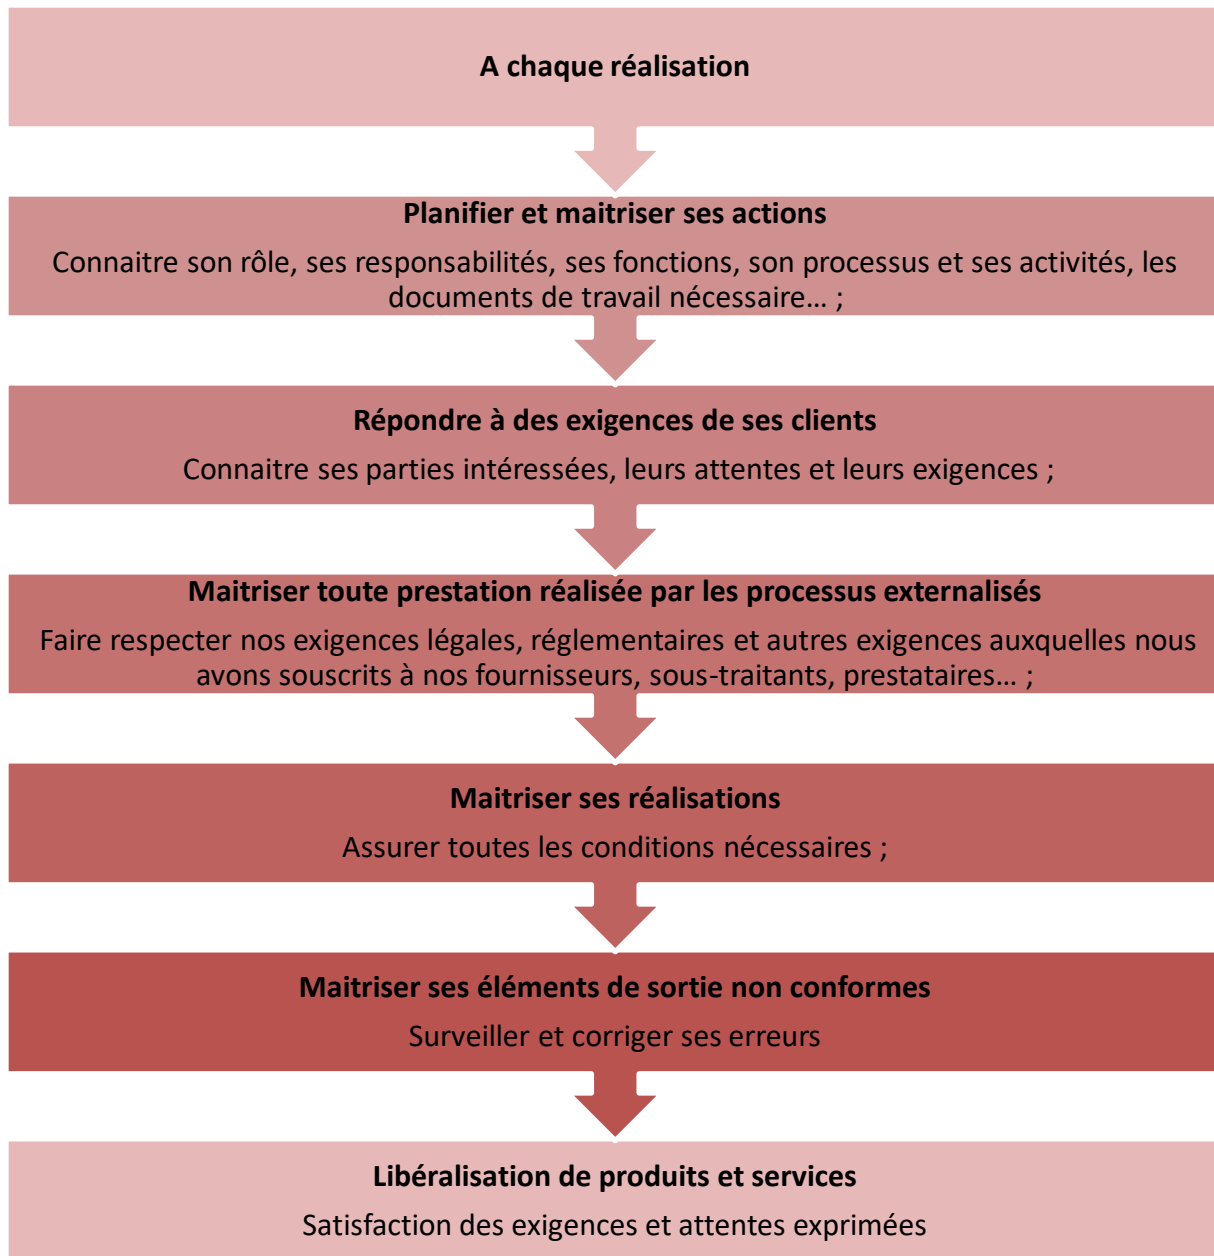 A chaque réalisation
Planifier et maitriser ses actions
Connaitre son rôle, ses responsabilités, ses fonctions, son processus et ses activités, les
documents de travail nécessaire… ;
Répondre à des exigences de ses clients
Connaitre ses parties intéressées, leurs attentes et leurs exigences ;
Maitriser toute prestation réalisée par les processus externalisés
Faire respecter nos exigences légales, réglementaires et autres exigences auxquelles nous
avons souscrits à nos fournisseurs, sous-traitants, prestataires… ;
Maitriser ses réalisations
Assurer toutes les conditions nécessaires ;
Maitriser ses éléments de sortie non conformes
Surveiller et corriger ses erreurs
Libéralisation de produits et services
Satisfaction des exigences et attentes exprimées